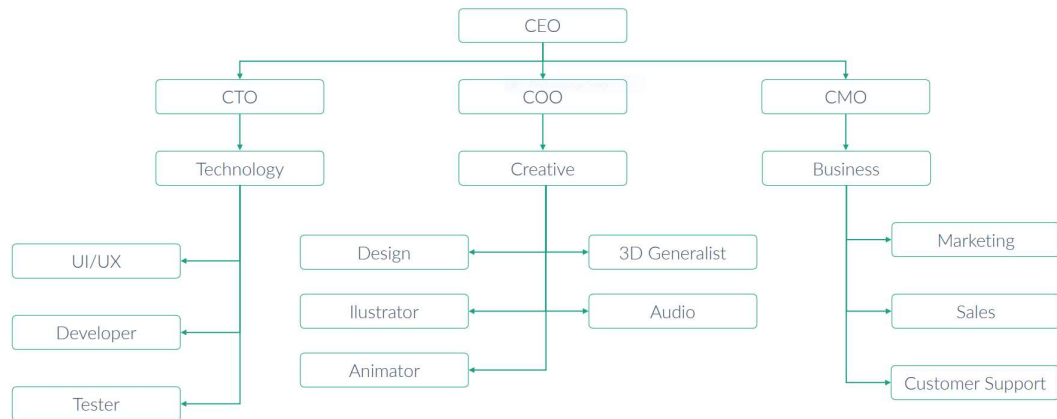 CEO
CTO
COO
CMO
Technology
Creative
Business
UI/UX
Developer
Tester
Design
3D Generalist
Ilustrator
Audio
Animator
Marketing
Sales
Customer Support